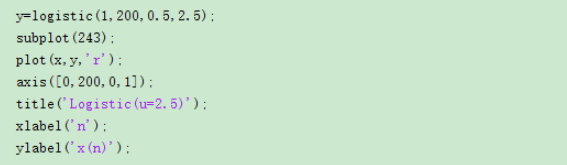 y=logistic(1,200,0.5,2.5);
subplot(243);
plot(x,y,'r');
axis([0,200,0,1]);
title('Logistic(u=2.5)');
xlabel('n');
ylabel('x(n)');